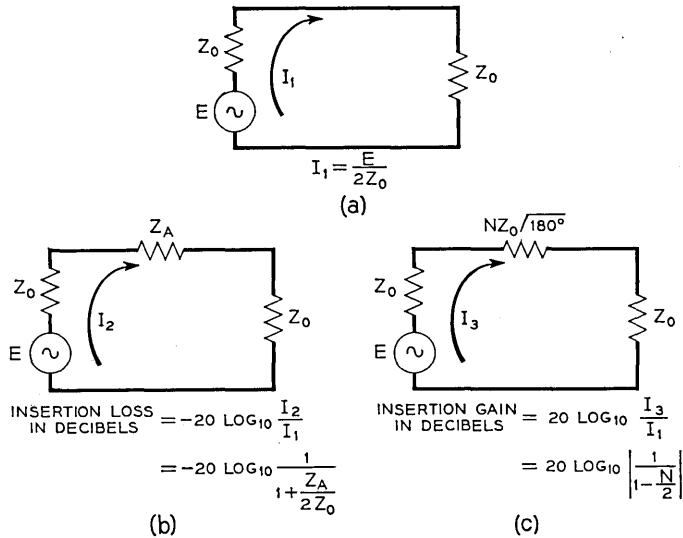 Z₀
I₁
Z₀
E
I₁ = E/2Z₀
(a)
Z_A
Z₀
I₂
Z₀
E
INSERTION LOSS IN DECIBELS = -20 LOG₁₀ I₂/I₁
= -20 LOG₁₀ 1/(1+Z_A/2Z₀)
(b)
NZ₀/180°
Z₀
I₃
Z₀
E
INSERTION GAIN IN DECIBELS = 20 LOG₁₀ I₃/I₁
= 20 LOG₁₀ |1/(1-N/2)|
(c)